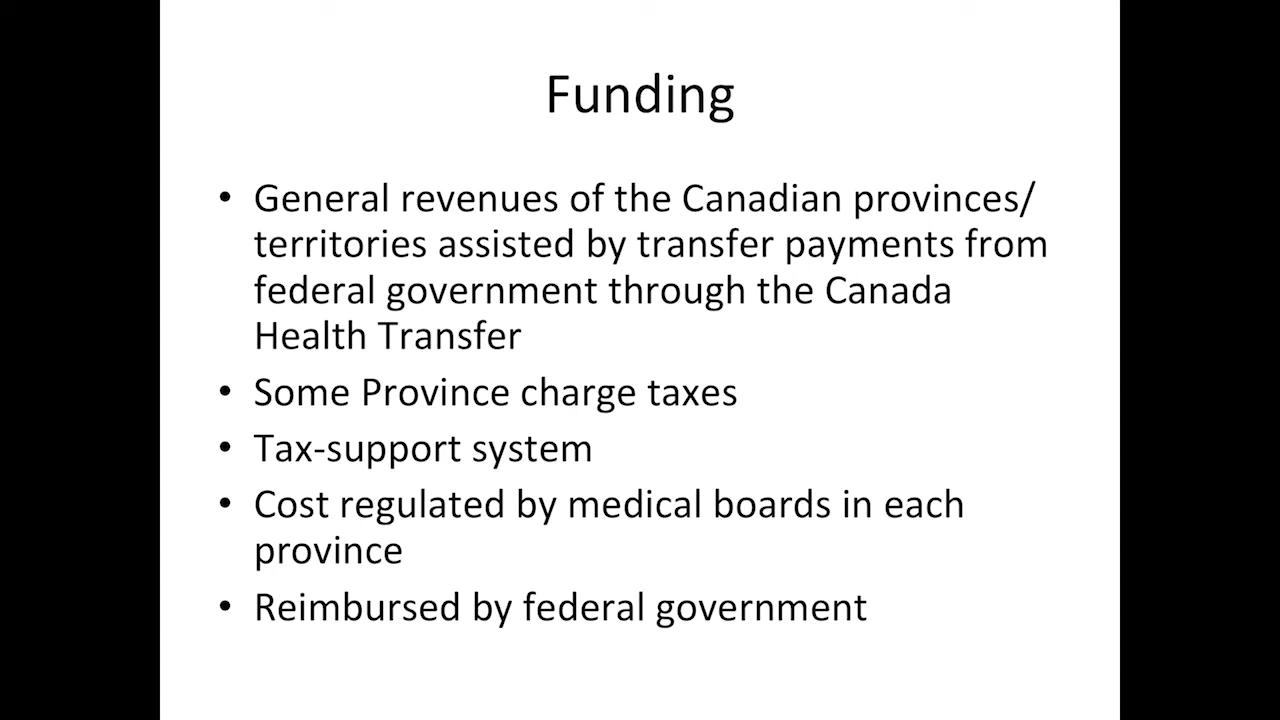 Funding
• General revenues of the Canadian provinces/
territories assisted by transfer payments from
federal government through the Canada
Health Transfer
• Some Province charge taxes
• Tax-support system
• Cost regulated by medical boards in each
province
• Reimbursed by federal government